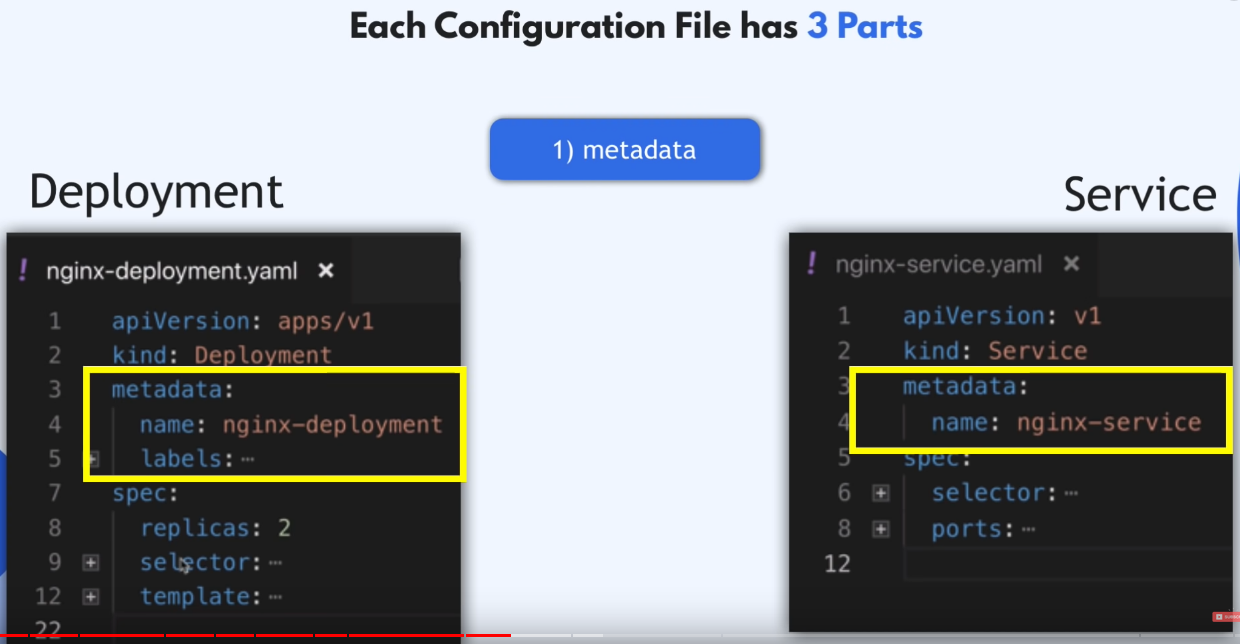 Each Configuration File has 3 Parts
1) metadata
Deployment
! nginx-deployment.yaml ×
1 apiVersion: apps/v1
2 kind: Deployment
3 metadata:
4 name: nginx-deployment
5 labels: ⋯
7 spec:
8 replicas: 2
9 selector: ⋯
12 template: ⋯
22
Service
! nginx-service.yaml ×
1 apiVersion: v1
2 kind: Service
3 metadata:
4 name: nginx-service
5 spec:
6 selector: ⋯
8 ports: ⋯
12